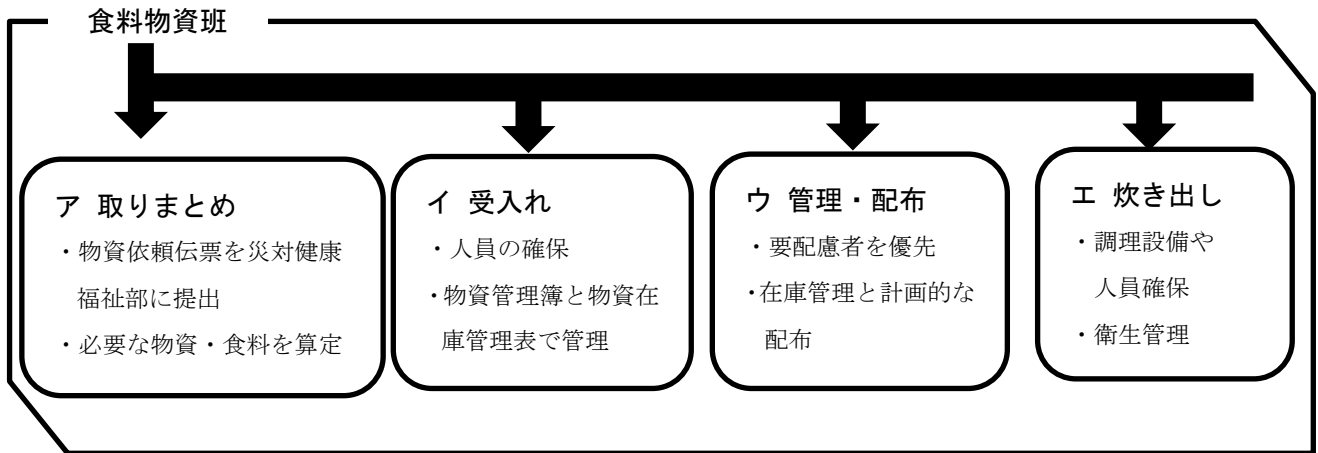 食料物資班
ア 取りまとめ
・物資依頼伝票を災対健康
福祉部に提出
・必要な物資・食料を算定
イ 受入れ
・人員の確保
・物資管理簿と物資在
庫管理表で管理
ウ 管理・配布
・要配慮者を優先
・在庫管理と計画的な
配布
エ 炊き出し
・調理設備や
人員確保
・衛生管理